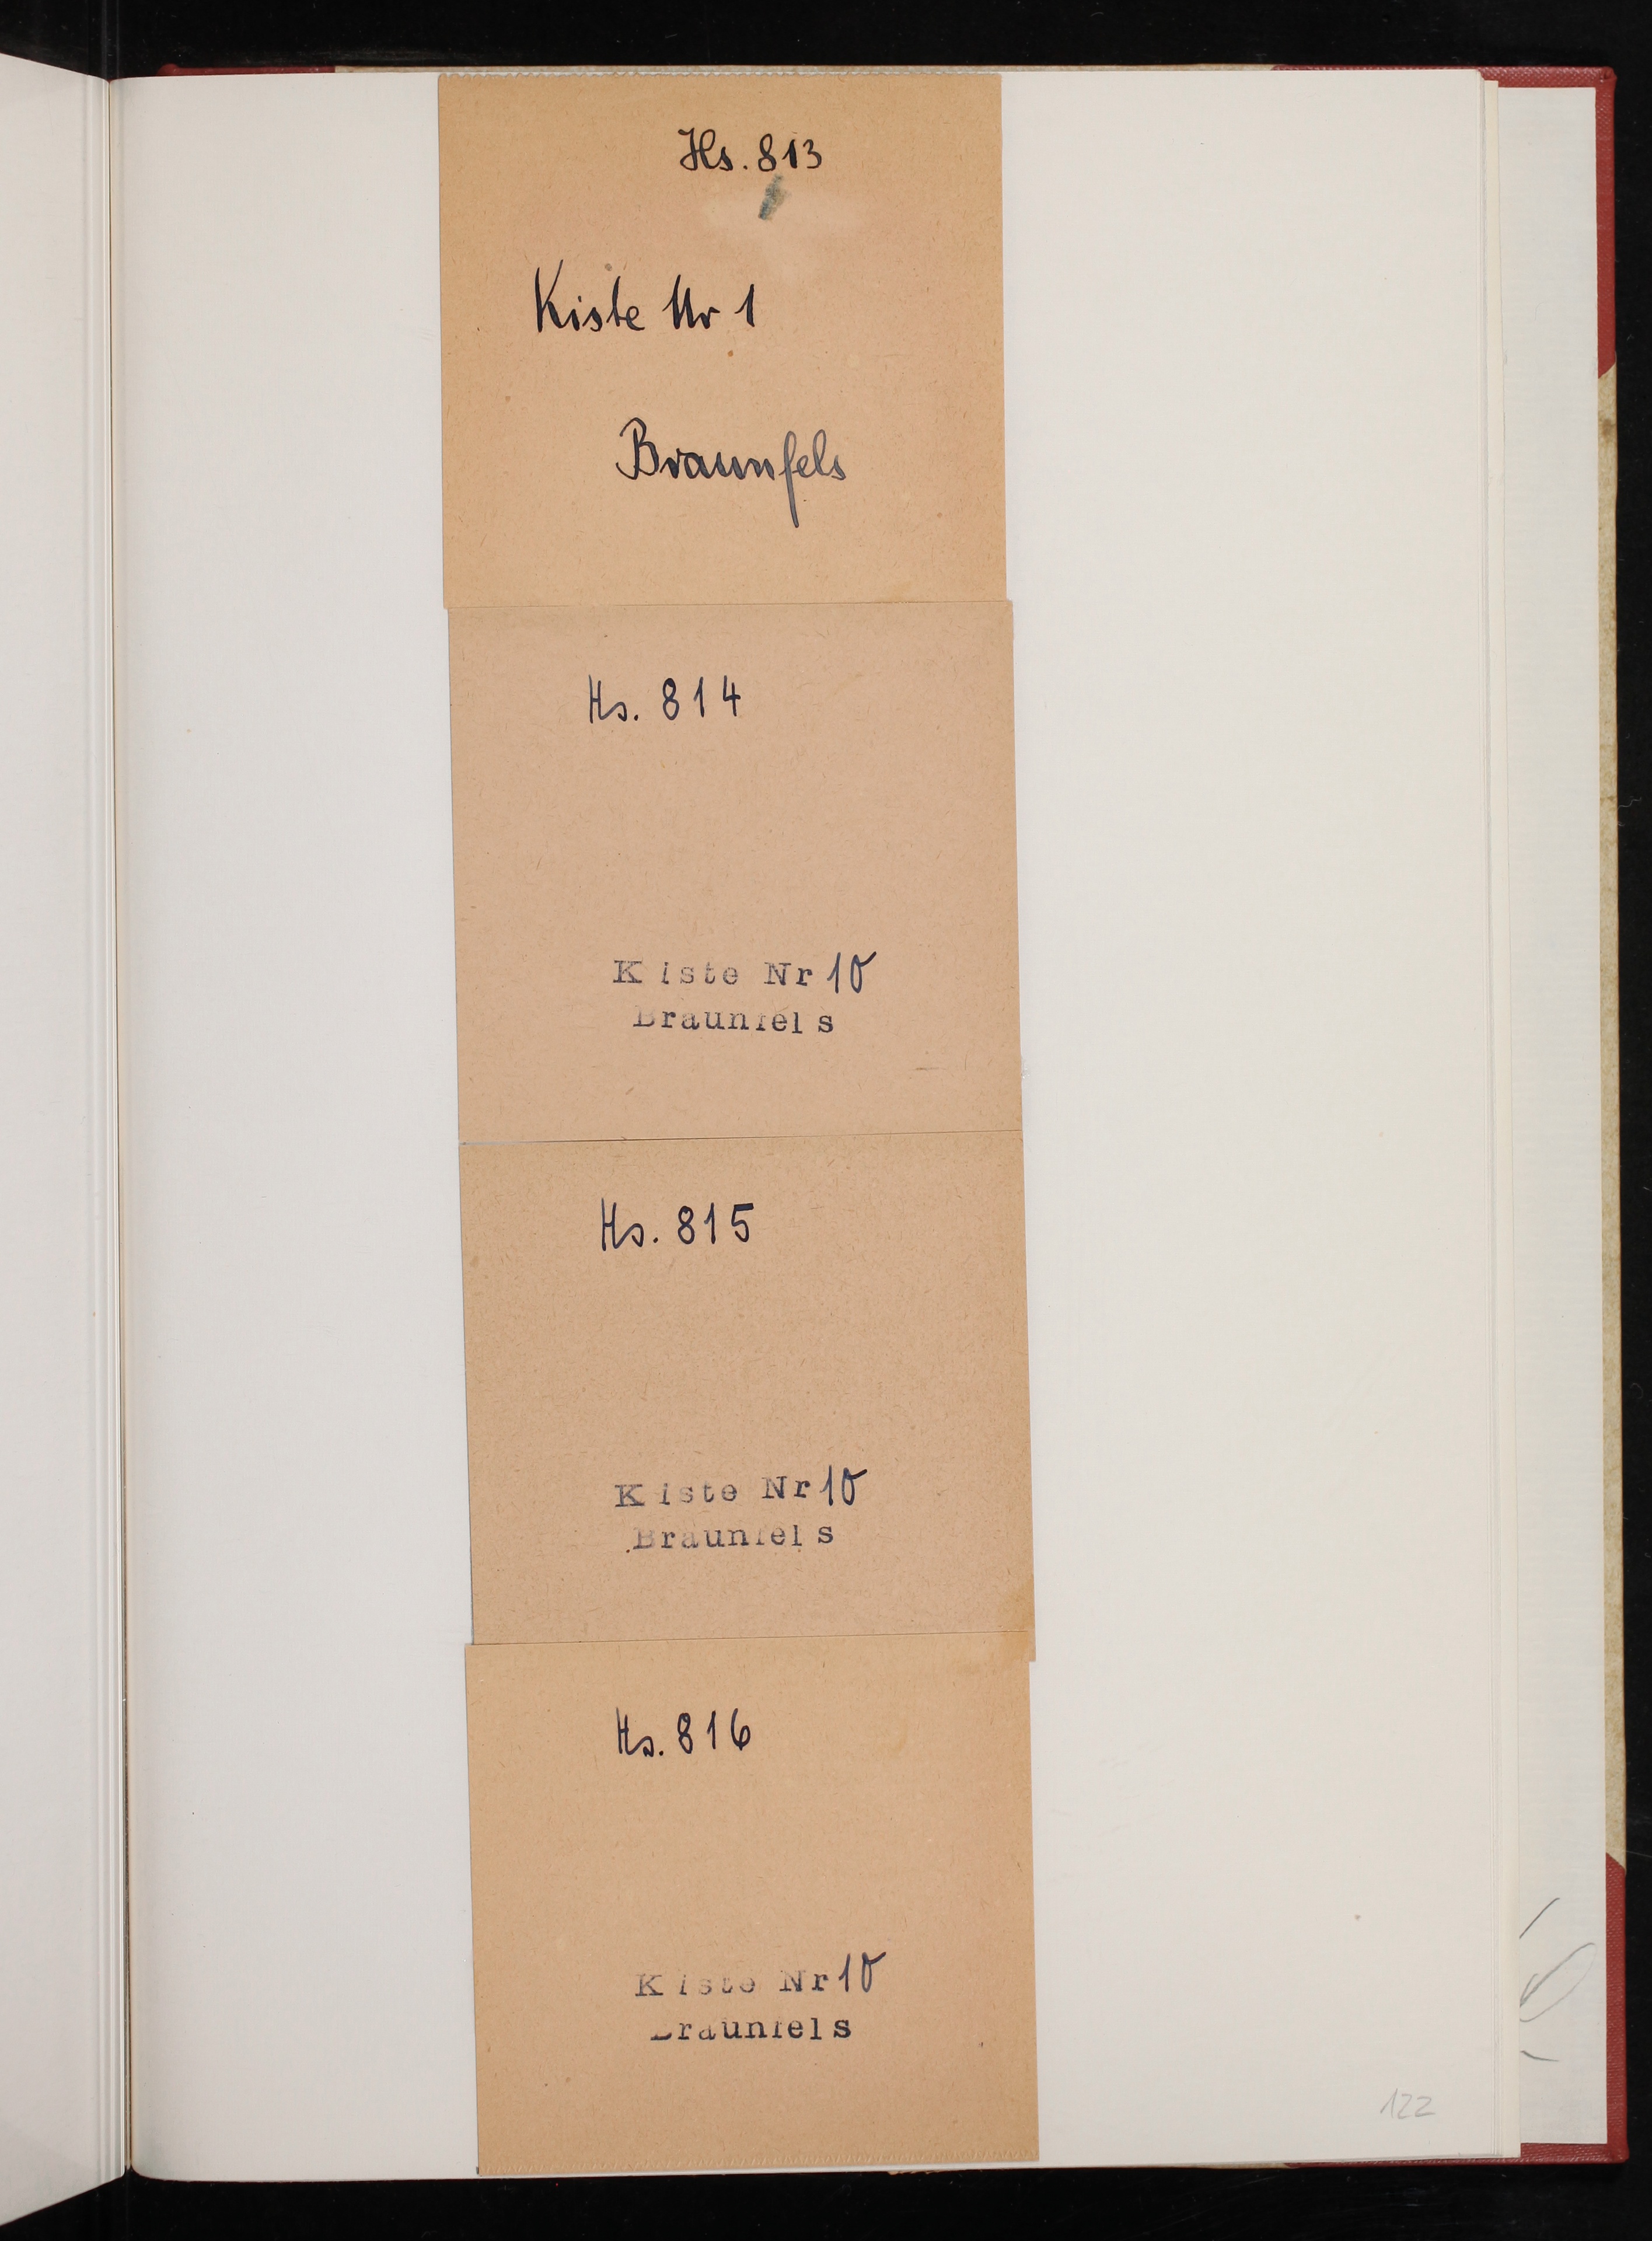 Hs. 813
Kiste Nr 1
Braunfels
Hs. 814
Kiste Nr 10
Braunfels
Hs. 815
Kiste Nr 10
Braunfels
Hs. 816
Kiste Nr 10
Braunfels
122